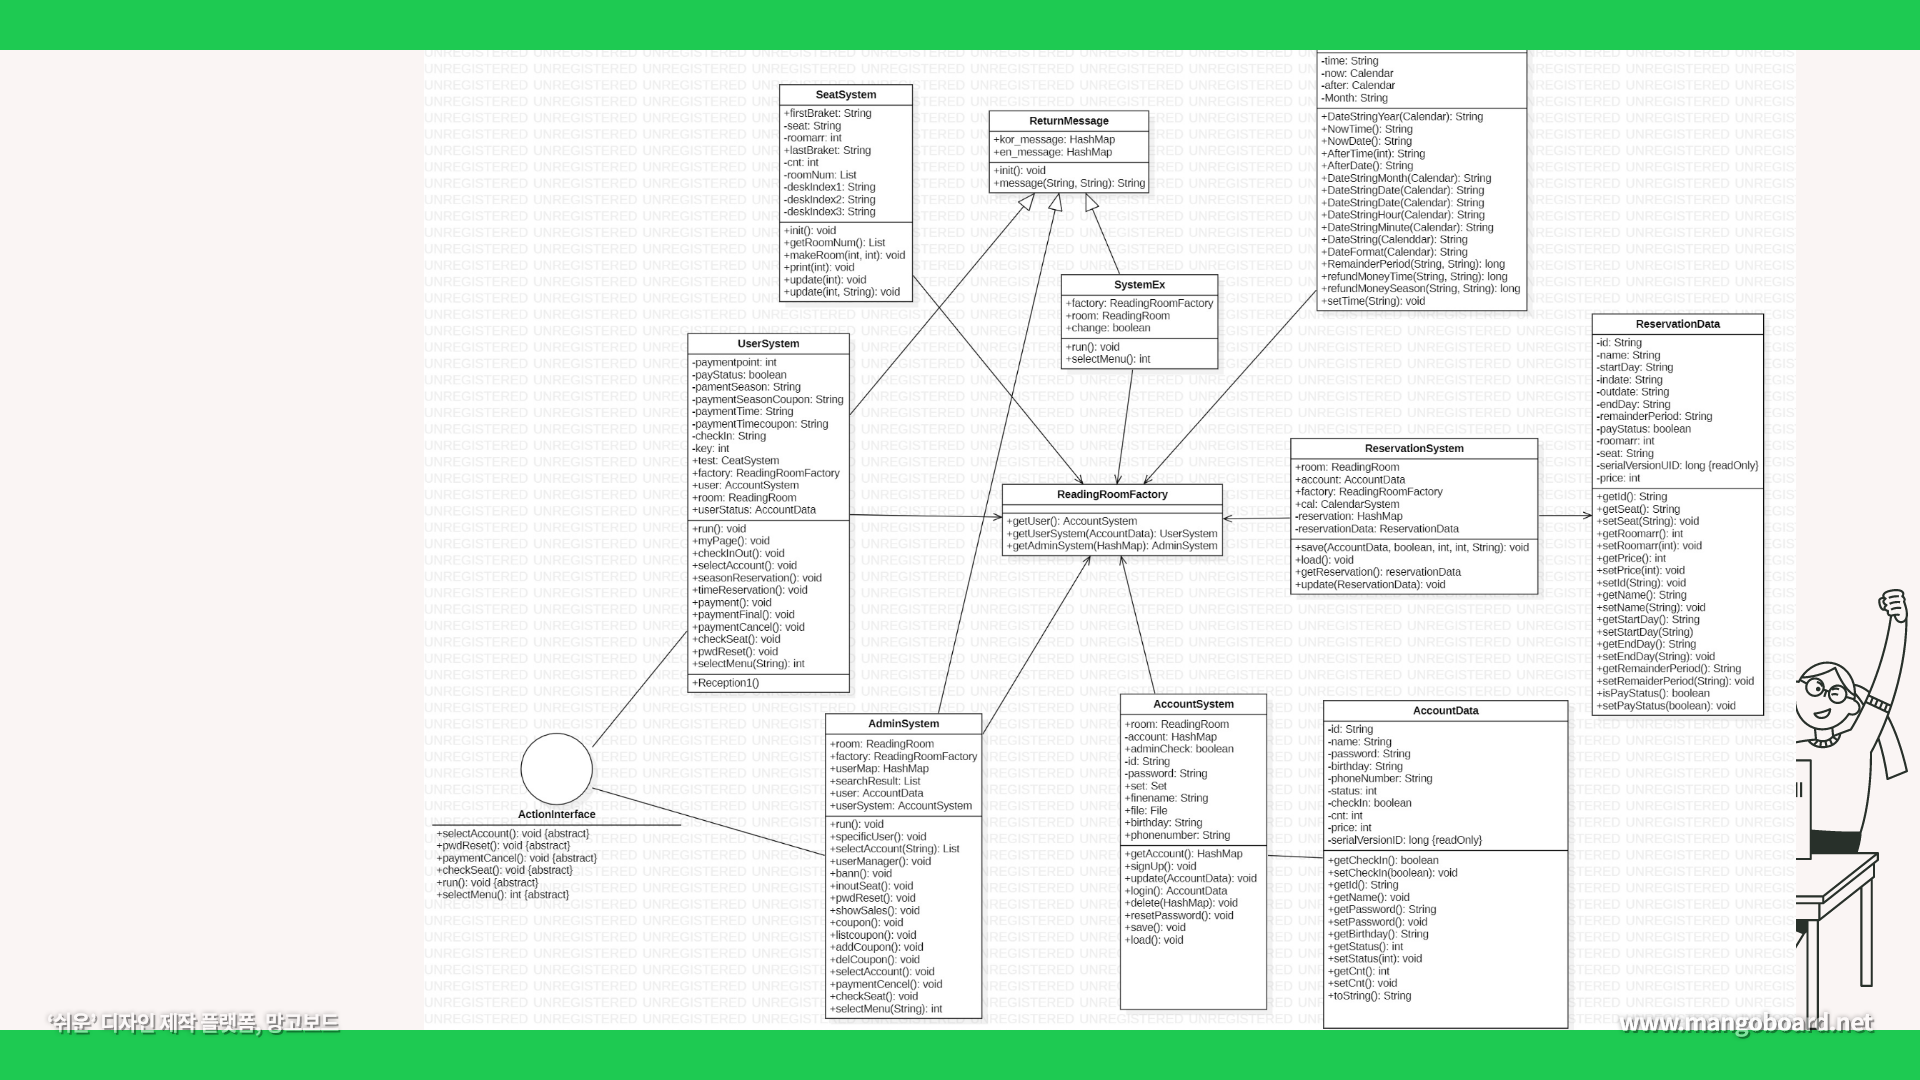 SeatSystem
+firstBraket: String
-seat: String
-roomarr: int
+lastBraket: String
-cnt: int
-roomNum: List
-deskIndex1: String
-deskIndex2: String
-deskIndex3: String
+init(): void
+getRoomNum(): List
+makeRoom(int, int): void
+print(int): void
+update(int): void
+update(int, String): void
ReturnMessage
+kor_message: HashMap
+en_message: HashMap
+init(): void
+message(String, String): String
-time: String
-now: Calendar
-after: Calendar
-Month: String
+DateStringYear(Calendar): String
+NowTime(): String
+NowDate(): String
+AfterTime(int): String
+AfterDate(): String
+DateStringMonth(Calendar): String
+DateStringDate(Calendar): String
+DateStringDate(Calendar): String
+DateStringHour(Calendar): String
+DateStringMinute(Calendar): String
+DateString(Calenddar): String
+DateFormat(Calendar): String
+RemainderPeriod(String, String): long
+refundMoneyTime(String, String): long
+refundMoneySeason(String, String): long
+setTime(String): void
SystemEx
+factory: ReadingRoomFactory
+room: ReadingRoom
+change: boolean
+run(): void
+selectMenu(): int
UserSystem
-paymentpoint: int
-payStatus: boolean
-pamentSeason: String
-paymentSeasonCoupon: String
-paymentTime: String
-paymentTimecoupon: String
-checkIn: String
-key: int
+test: CeatSystem
+factory: ReadingRoomFactory
+user: AccountSystem
+room: ReadingRoom
+userStatus: AccountData
+run(): void
+myPage(): void
+checkInOut(): void
+selectAccount(): void
+seasonReservation(): void
+timeReservation(): void
+payment(): void
+paymentFinal(): void
+paymentCancel(): void
+checkSeat(): void
+pwdReset(): void
+selectMenu(String): int
+Reception1()
ReadingRoomFactory
+getUser(): AccountSystem
+getUserSystem(AccountData): UserSystem
+getAdminSystem(HashMap): AdminSystem
ReservationSystem
+room: ReadingRoom
+account: AccountData
+factory: ReadingRoomFactory
+cal: CalendarSystem
-reservation: HashMap
-reservationData: ReservationData
+save(AccountData, boolean, int, int, String): void
+load(): void
+getReservation(): reservationData
+update(ReservationData): void
ReservationData
-id: String
-name: String
-startDay: String
-indate: String
-outdate: String
-endDay: String
-remainderPeriod: String
-payStatus: boolean
-roomarr: int
-seat: String
-serialVersionUID: long {readOnly}
-price: int
+getId(): String
+getSeat(): String
+setSeat(String): void
+getRoomarr(): int
+setRoomarr(int): void
+getPrice(): int
+setPrice(int): void
+setId(String): void
+getName(): String
+setName(String): void
+getStartDay(): String
+setStartDay(String)
+getEndDay(): String
+setEndDay(String): void
+getRemainderPeriod(): String
+setRemaiderPeriod(String): void
+isPayStatus(): boolean
+setPayStatus(boolean): void
ActionInterface
+selectAccount(): void {abstract}
+pwdReset(): void {abstract}
+paymentCancel(): void {abstract}
+checkSeat(): void {abstract}
+run(): void {abstract}
+selectMenu(): int {abstract}
AdminSystem
+room: ReadingRoom
+factory: ReadingRoomFactory
+userMap: HashMap
+searchResult: List
+user: AccountData
+userSystem: AccountSystem
+run(): void
+specificUser(): void
+selectAccount(String): List
+userManager(): void
+bann(): void
+inoutSeat(): void
+pwdReset(): void
+showSales(): void
+coupon(): void
+listcoupon(): void
+addCoupon(): void
+delCoupon(): void
+selectAccount(): void
+paymentCencel(): void
+checkSeat(): void
+selectMenu(String): int
AccountSystem
+room: ReadingRoom
-account: HashMap
+adminCheck: boolean
-id: String
-password: String
+set: Set
+finename: String
+file: File
+birthday: String
+phonenumber: String
+getAccount(): HashMap
+signUp(): void
+update(AccountData): void
+login(): AccountData
+delete(HashMap): void
+resetPassword(): void
+save(): void
+load(): void
AccountData
-id: String
-name: String
-password: String
-birthday: String
-phoneNumber: String
-status: int
-checkIn: boolean
-cnt: int
-price: int
-serialVersionID: long {readOnly}
+getCheckIn(): boolean
+setCheckIn(boolean): void
+getId(): String
+getName(): void
+getPassword(): String
+setPassword(): void
+getBirthday(): String
+getStatus(): int
+setStatus(int): void
+getCnt(): int
+setCnt(): void
+toString(): String
'쉬운' 디자인 제작 플랫폼, 망고보드
www.mangoboard.net